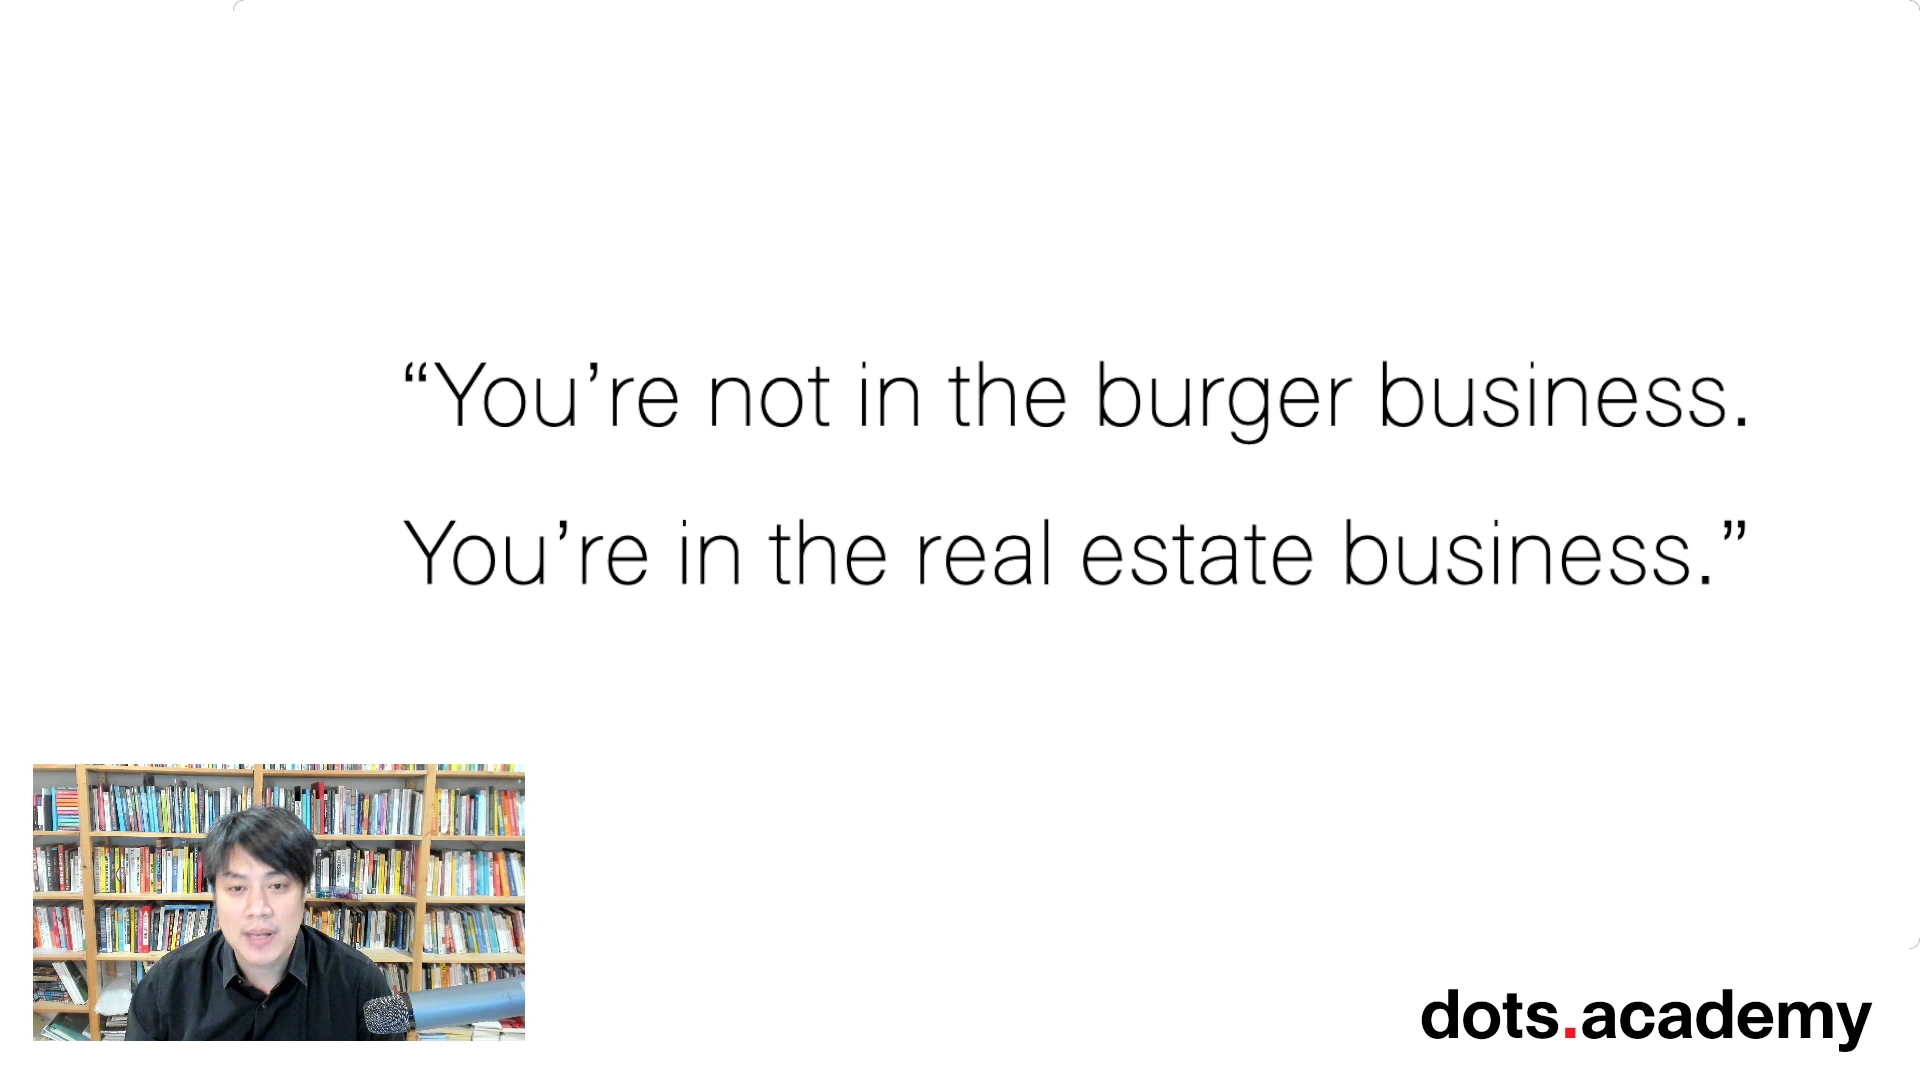 “You’re not in the burger business.
You’re in the real estate business.”
dots.academy